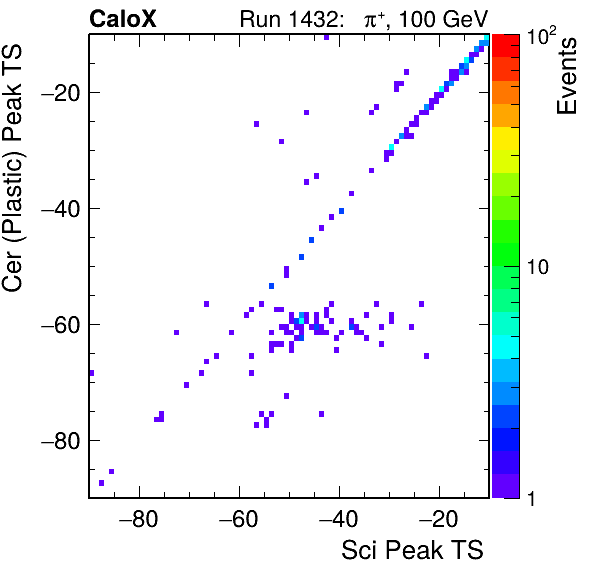 CaloX Run 1432: π⁺, 100 GeV
Cer (Plastic) Peak TS
−20
−40
−60
−80
−80 −60 −40 −20
Sci Peak TS
10²
10
1
Events